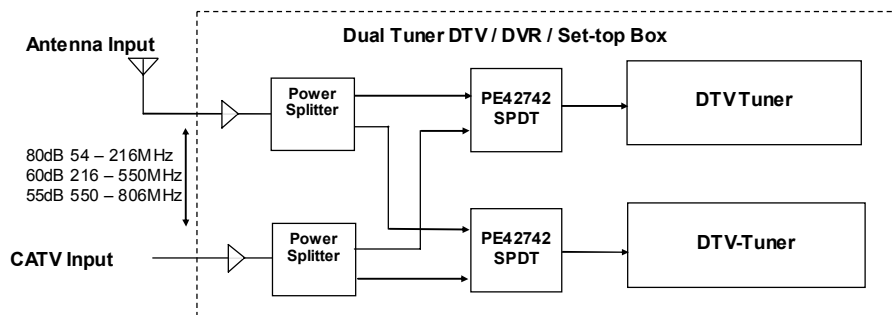 Dual Tuner DTV / DVR / Set-top Box
Antenna Input
Power
Splitter
PE42742
SPDT
DTV Tuner
80dB 54 – 216MHz
60dB 216 – 550MHz
55dB 550 – 806MHz
CATV Input
Power
Splitter
PE42742
SPDT
DTV-Tuner